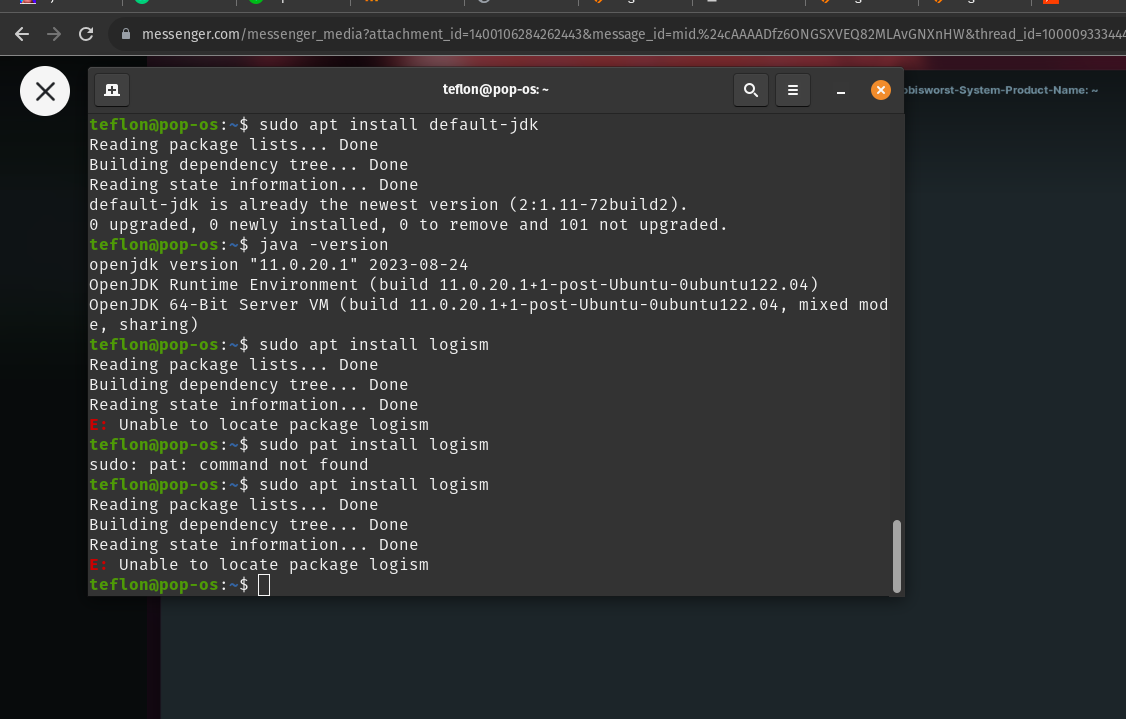 messenger.com/messenger_media?attachment_id=1400106284262443&message_id=mid.%24cAAAADfz6ONGSXVEQ82MLAvGNXnHW&thread_id=100009333444
teflon@pop-os: ~
obisworst-System-Product-Name: ~
teflon@pop-os:~$ sudo apt install default-jdk
Reading package lists... Done
Building dependency tree... Done
Reading state information... Done
default-jdk is already the newest version (2:1.11-72build2).
0 upgraded, 0 newly installed, 0 to remove and 101 not upgraded.
teflon@pop-os:~$ java -version
openjdk version "11.0.20.1" 2023-08-24
OpenJDK Runtime Environment (build 11.0.20.1+1-post-Ubuntu-0ubuntu122.04)
OpenJDK 64-Bit Server VM (build 11.0.20.1+1-post-Ubuntu-0ubuntu122.04, mixed mod
e, sharing)
teflon@pop-os:~$ sudo apt install logism
Reading package lists... Done
Building dependency tree... Done
Reading state information... Done
E: Unable to locate package logism
teflon@pop-os:~$ sudo pat install logism
sudo: pat: command not found
teflon@pop-os:~$ sudo apt install logism
Reading package lists... Done
Building dependency tree... Done
Reading state information... Done
E: Unable to locate package logism
teflon@pop-os:~$